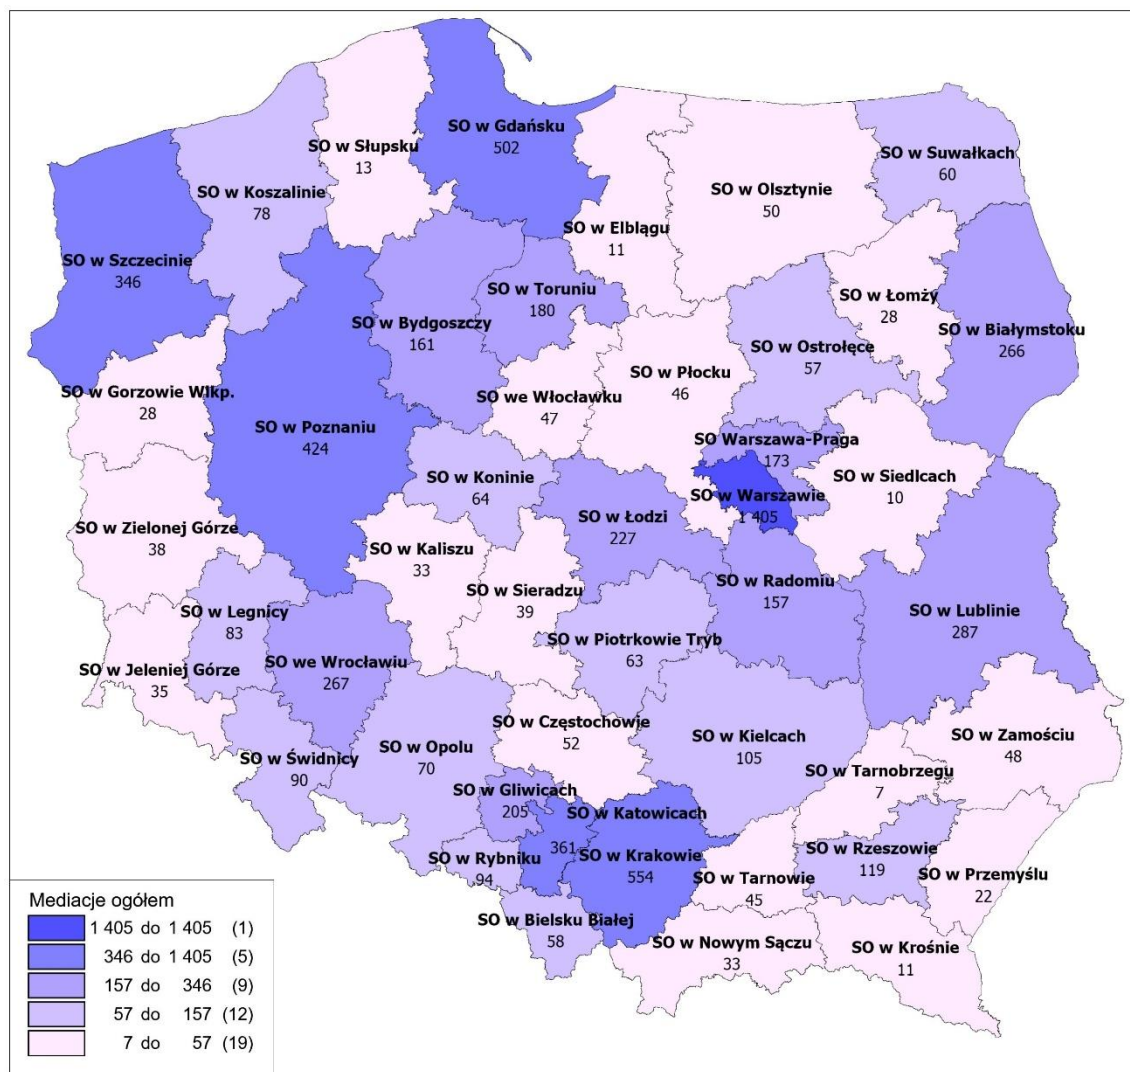 SO w Gdańsku
502
SO w Słupsku
13
SO w Suwałkach
60
SO w Koszalinie
78
SO w Olsztynie
50
SO w Elblągu
11
SO w Szczecinie
346
SO w Toruniu
180
SO w Łomży
28
SO w Bydgoszczy
161
SO w Białymstoku
266
SO w Ostrołęce
57
SO w Płocku
46
SO we Włocławku
47
SO w Gorzowie Wlkp.
28
SO w Poznaniu
424
SO Warszawa-Praga
173
SO w Koninie
64
SO w Siedlcach
10
SO w Warszawie
1 405
SO w Łodzi
227
SO w Zielonej Górze
38
SO w Kaliszu
33
SO w Radomiu
157
SO w Sieradzu
39
SO w Legnicy
83
SO w Lublinie
287
SO w Piotrkowie Tryb
63
SO we Wrocławiu
267
SO w Jeleniej Górze
35
SO w Częstochowie
52
SO w Kielcach
105
SO w Zamościu
48
SO w Opolu
70
SO w Świdnicy
90
SO w Tarnobrzegu
7
SO w Gliwicach
205
SO w Katowicach
361
SO w Rybniku
94
SO w Krakowie
554
SO w Rzeszowie
119
SO w Tarnowie
45
SO w Przemyślu
22
SO w Bielsku Białej
58
SO w Nowym Sączu
33
SO w Krośnie
11
Mediacje ogółem
1 405 do 1 405 (1)
346 do 1 405 (5)
157 do 346 (9)
57 do 157 (12)
7 do 57 (19)